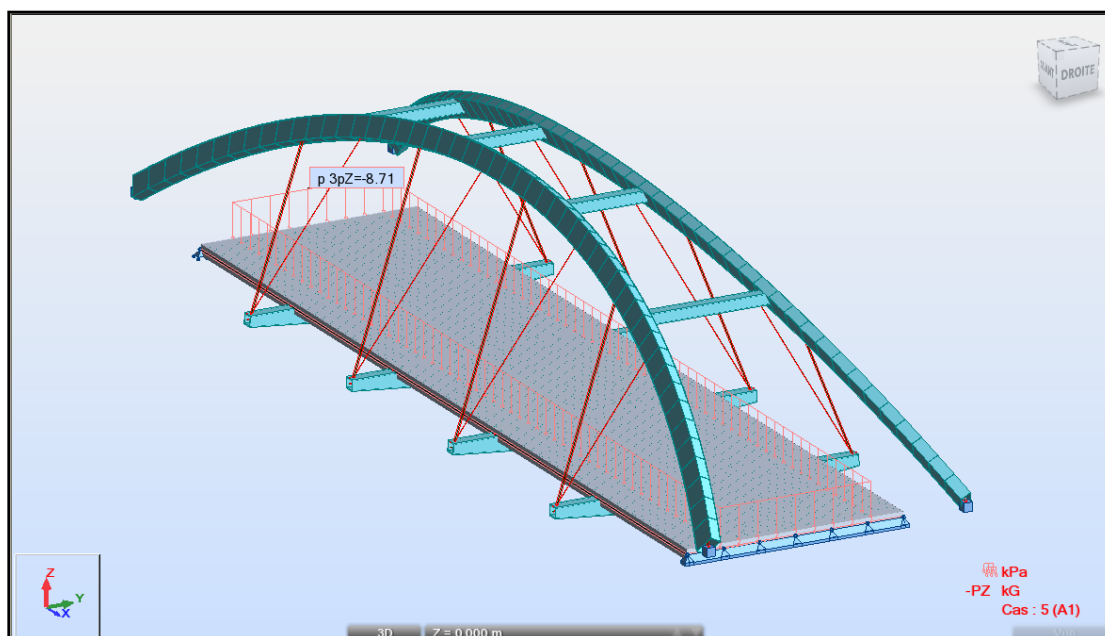 DROITE
p 3pZ=-8.71
Z
Y
X
kPa
-PZ kG
Cas : 5 (A1)
3D
Z = 0.000 m